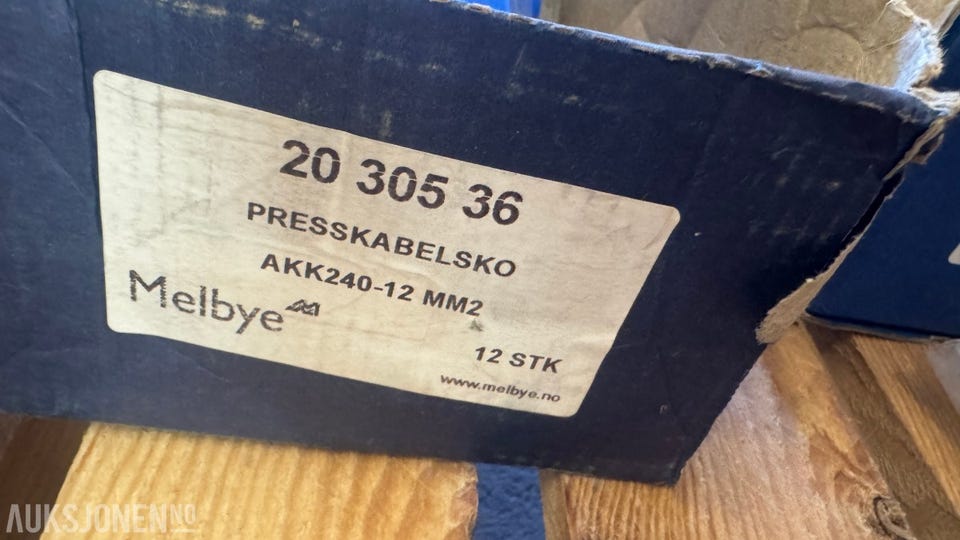 20 305 36
PRESSKABELSKO
AKK240-12 MM2
Melbye
12 STK
www.melbye.no
AUKSJONEN.NO